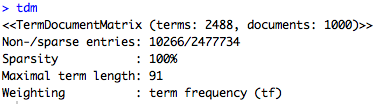 > tdm
<<TermDocumentMatrix (terms: 2488, documents: 1000)>>
Non-/sparse entries: 10266/2477734
Sparsity           : 100%
Maximal term length: 91
Weighting          : term frequency (tf)